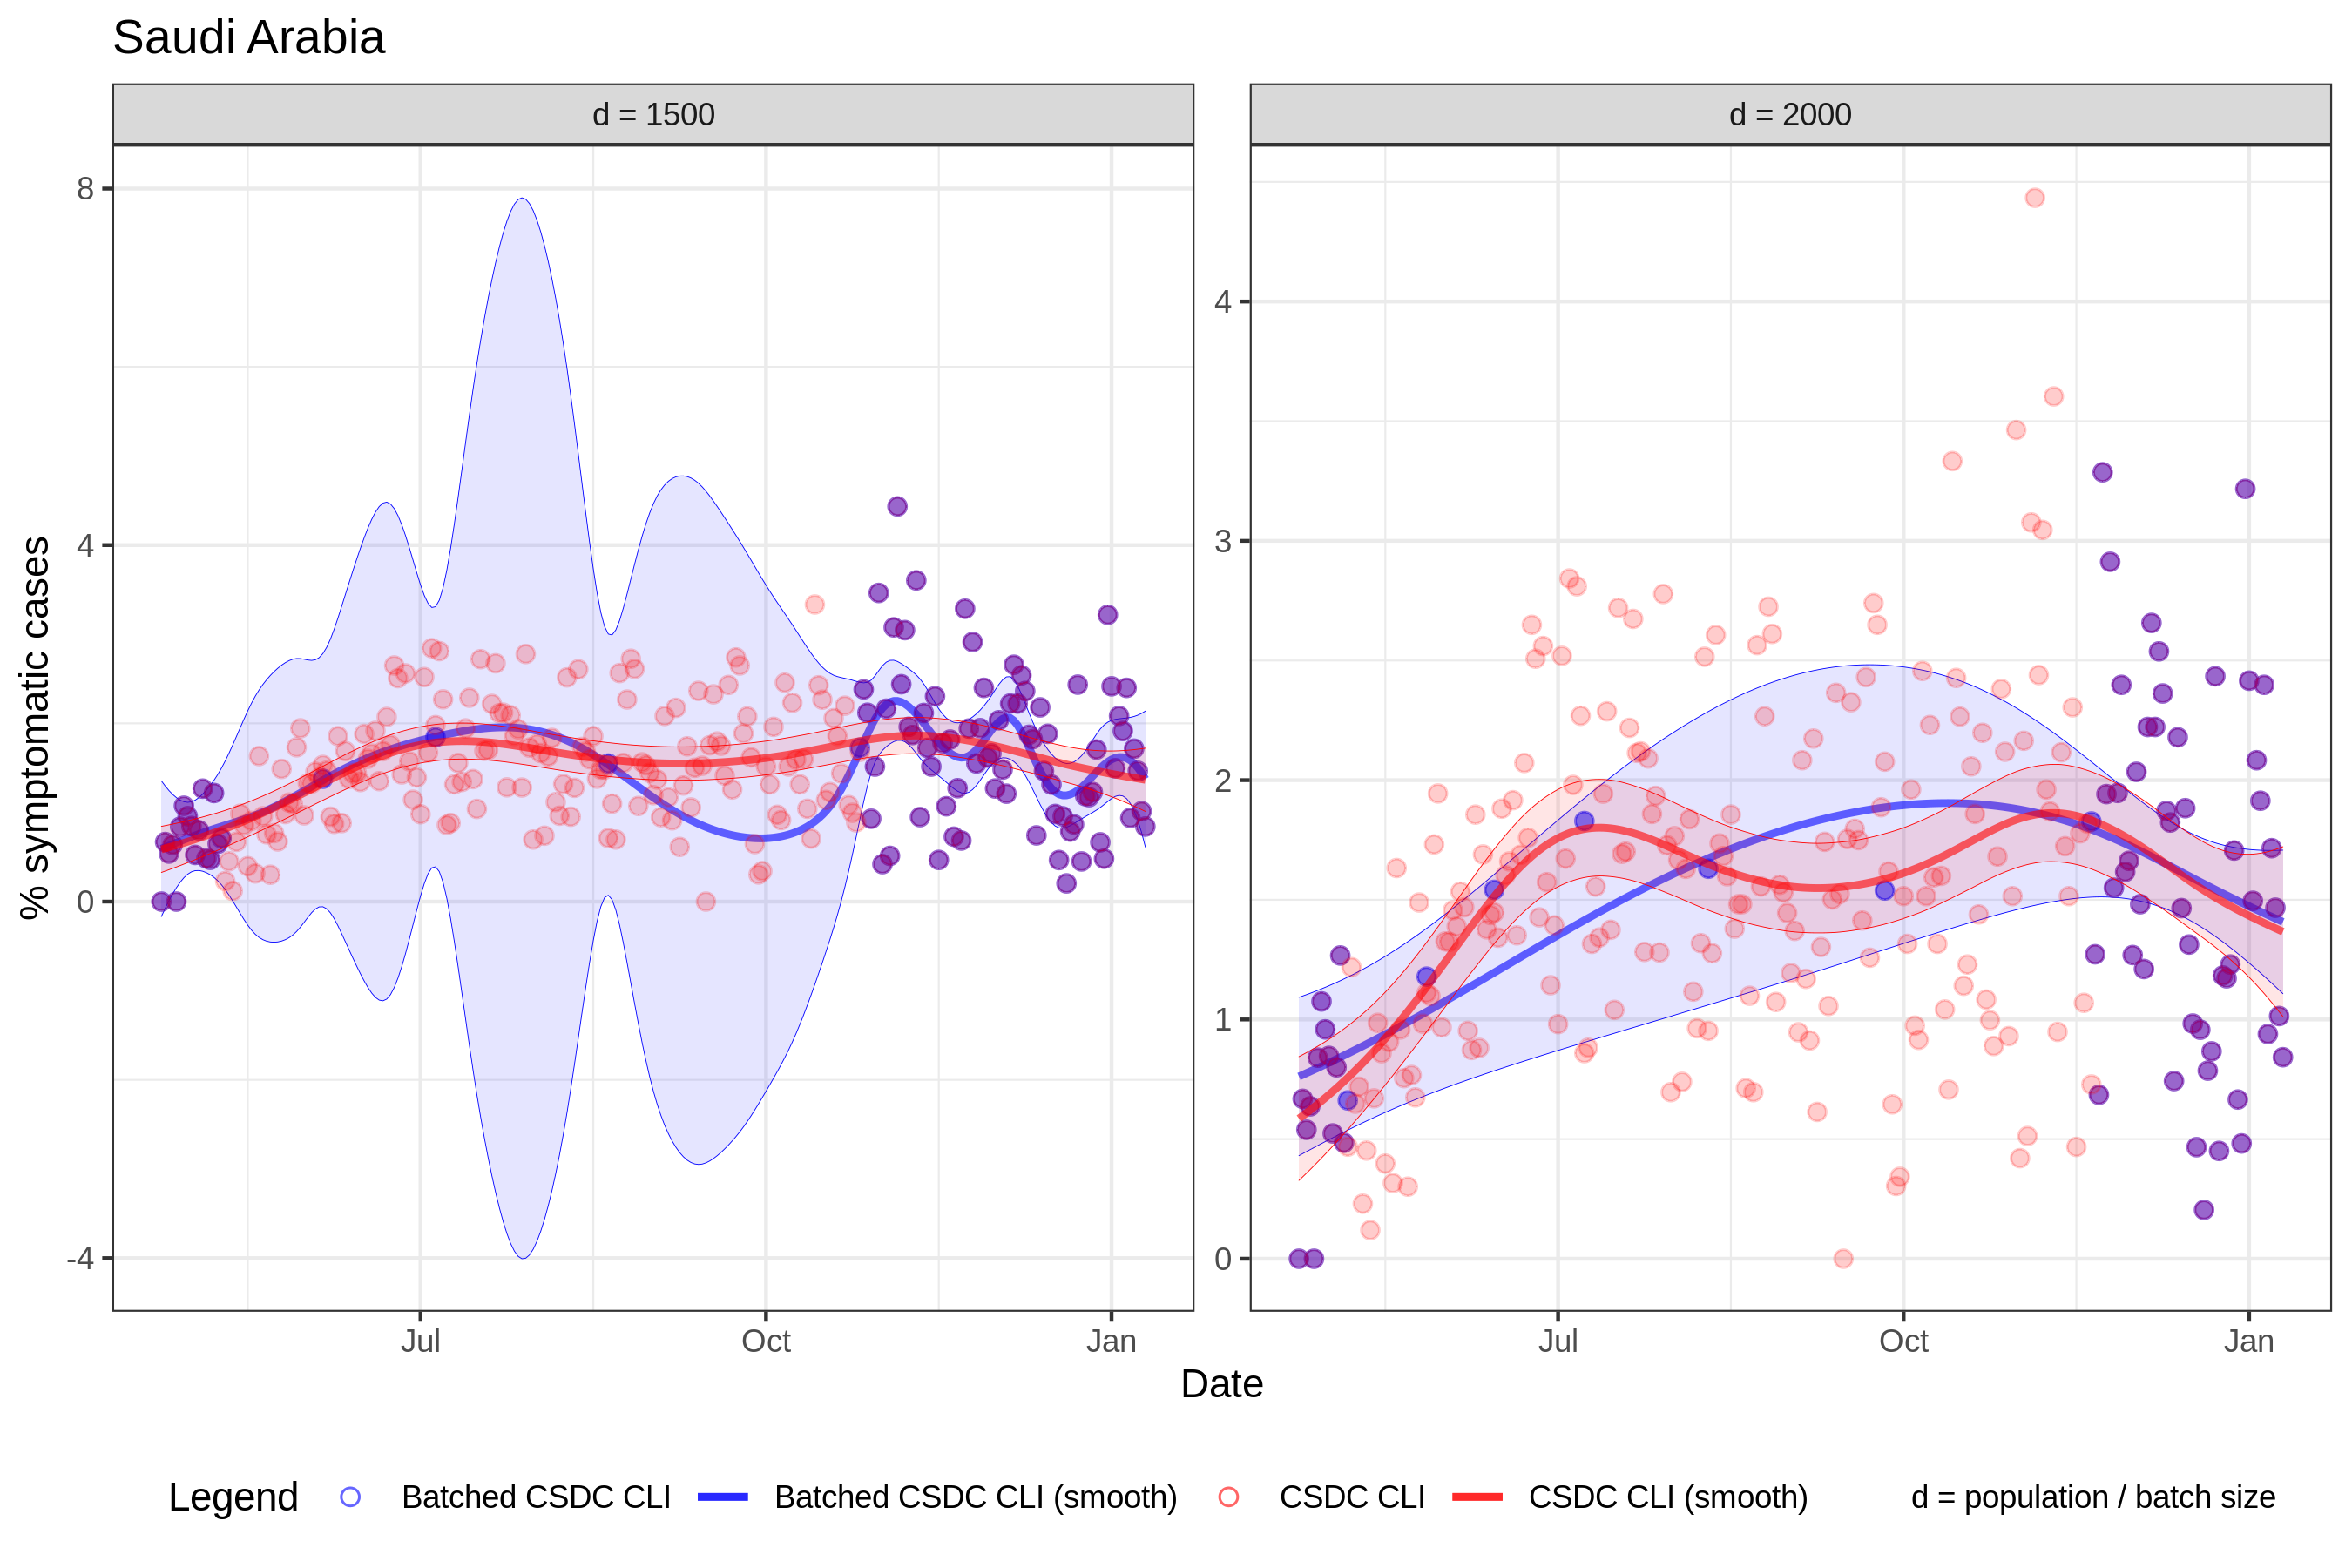 Saudi Arabia
d = 1500
d = 2000
% symptomatic cases
8
4
0
-4
4
3
2
1
0
Jul
Oct
Jan
Jul
Oct
Jan
Date
Legend
Batched CSDC CLI
Batched CSDC CLI (smooth)
CSDC CLI
CSDC CLI (smooth)
d = population / batch size